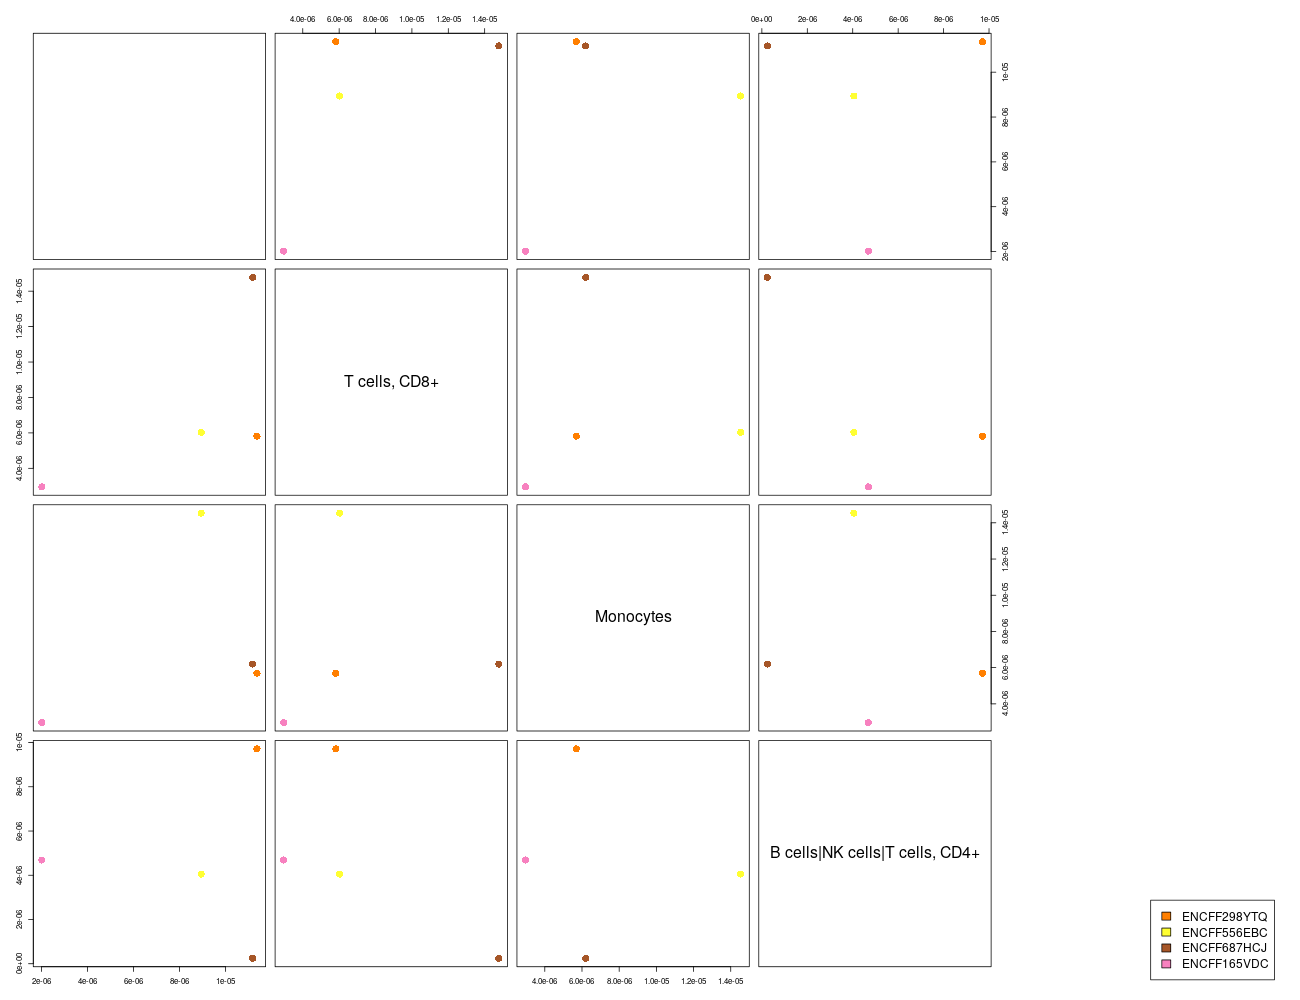 4.0e-06 6.0e-06 8.0e-06 1.0e-05 1.2e-05 1.4e-05
0e+00 2e-06 4e-06 6e-06 8e-06 1e-05
1e-05
8e-06
6e-06
4e-06
2e-06
1.4e-05
1.2e-05
1.0e-05
8.0e-06
6.0e-06
4.0e-06
T cells, CD8+
Monocytes
1.4e-05
1.2e-05
1.0e-05
8.0e-06
6.0e-06
4.0e-06
1e-05
8e-06
6e-06
4e-06
2e-06
0e+00
B cells|NK cells|T cells, CD4+
2e-06 4e-06 6e-06 8e-06 1e-05
4.0e-06 6.0e-06 8.0e-06 1.0e-05 1.2e-05 1.4e-05
ENCFF298YTQ
ENCFF556EBC
ENCFF687HCJ
ENCFF165VDC